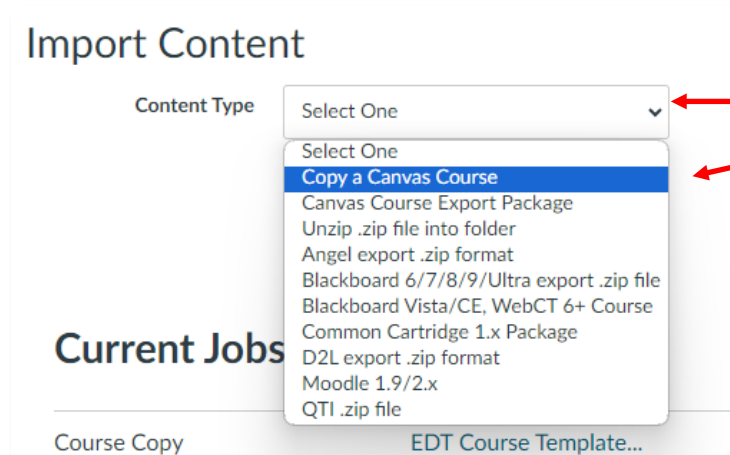 Import Content
Content Type
Select One
Select One
Copy a Canvas Course
Canvas Course Export Package
Unzip .zip file into folder
Angel export .zip format
Blackboard 6/7/8/9/Ultra export .zip file
Blackboard Vista/CE, WebCT 6+ Course
Common Cartridge 1.x Package
D2L export .zip format
Moodle 1.9/2.x
QTI .zip file
Current Jobs
Course Copy EDT Course Template...